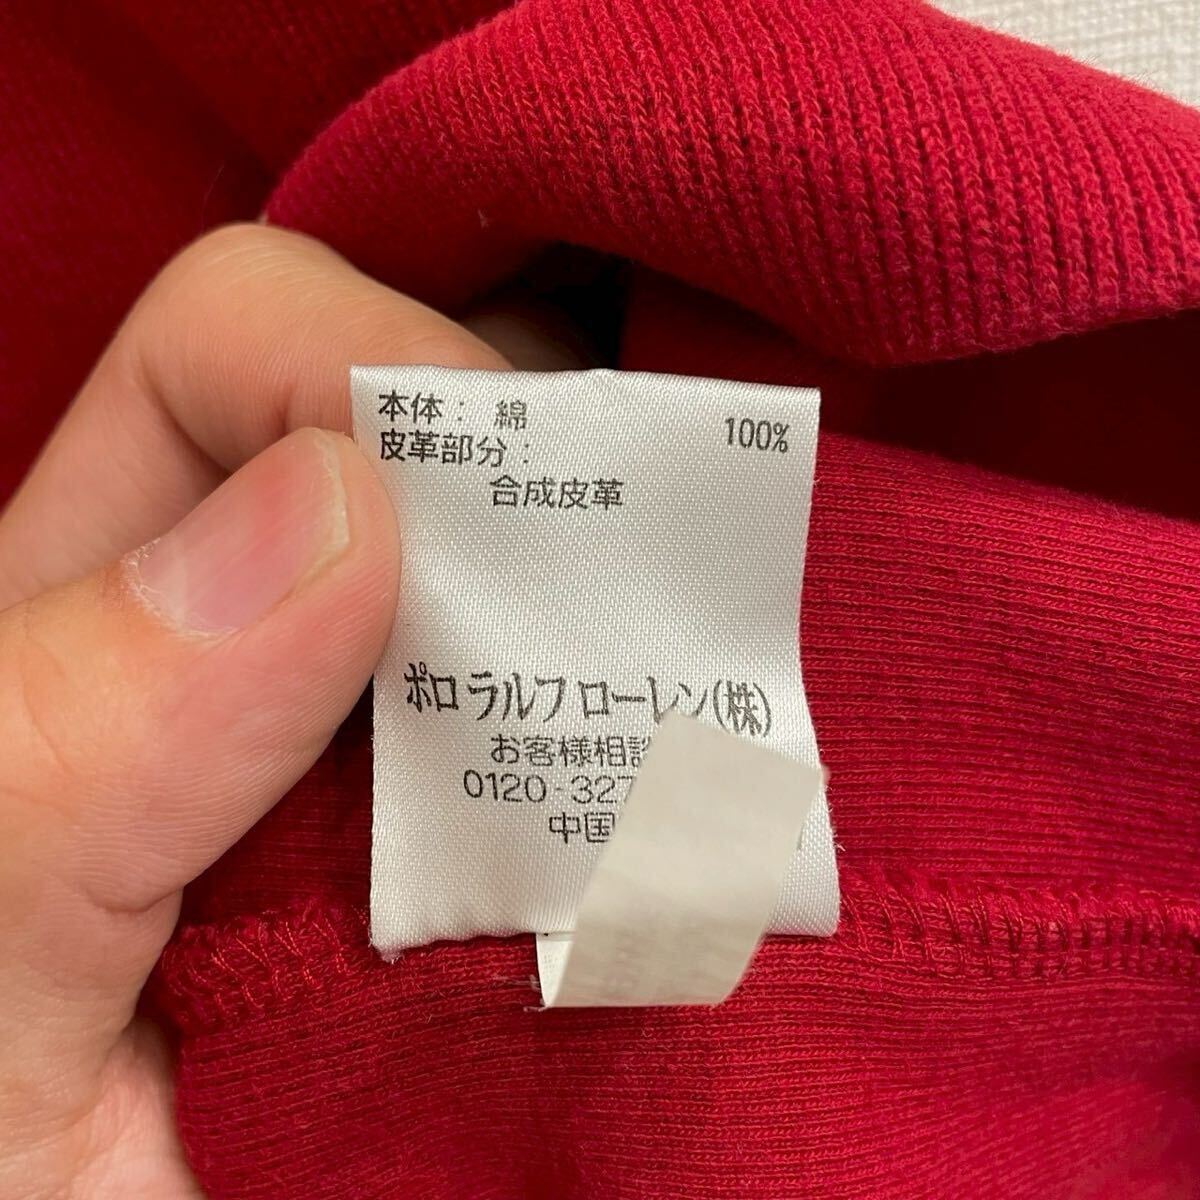 本体： 綿 100%
皮革部分：
合成皮革
ポロ ラルフ ローレン(株)
お客様相談
0120-327
中国